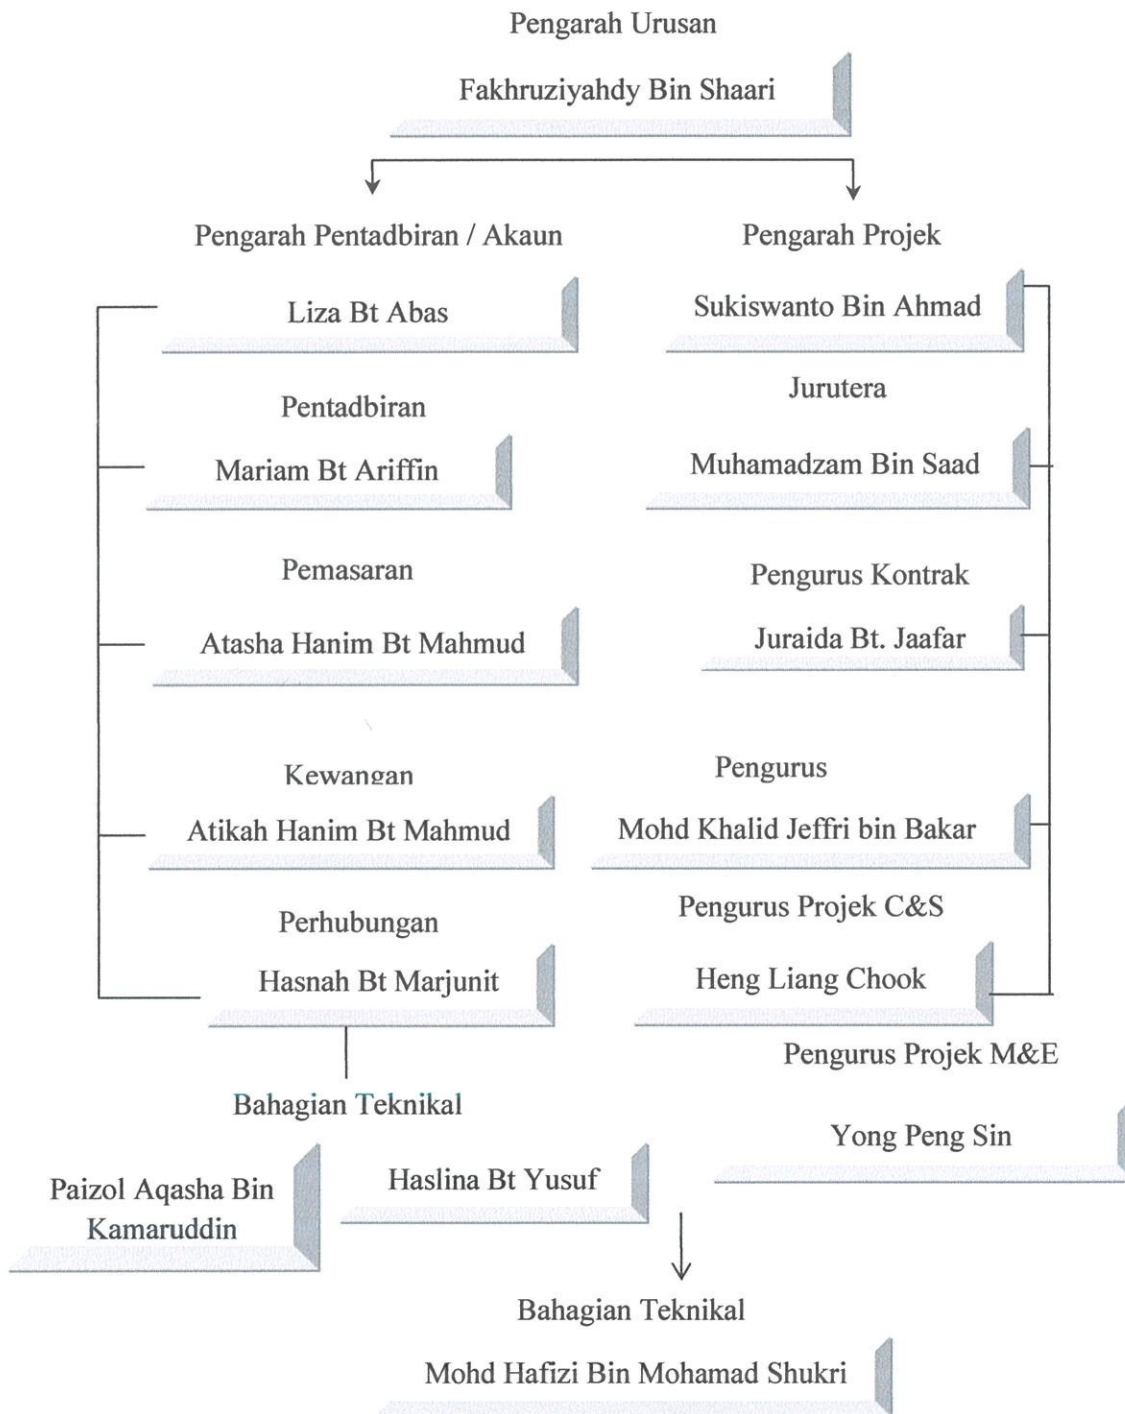 Pengarah Urusan
Fakhruziyahdy Bin Shaari
Pengarah Pentadbiran / Akaun
Liza Bt Abas
Pentadbiran
Mariam Bt Ariffin
Pemasaran
Atasha Hanim Bt Mahmud
Kewangan
Atikah Hanim Bt Mahmud
Perhubungan
Hasnah Bt Marjunit
Bahagian Teknikal
Paizol Aqasha Bin
Kamaruddin
Haslina Bt Yusuf
Pengarah Projek
Sukiswanto Bin Ahmad
Jurutera
Muhamadzam Bin Saad
Pengurus Kontrak
Juraida Bt. Jaafar
Pengurus
Mohd Khalid Jeffri bin Bakar
Pengurus Projek C&S
Heng Liang Chook
Pengurus Projek M&E
Yong Peng Sin
Bahagian Teknikal
Mohd Hafizi Bin Mohamad Shukri